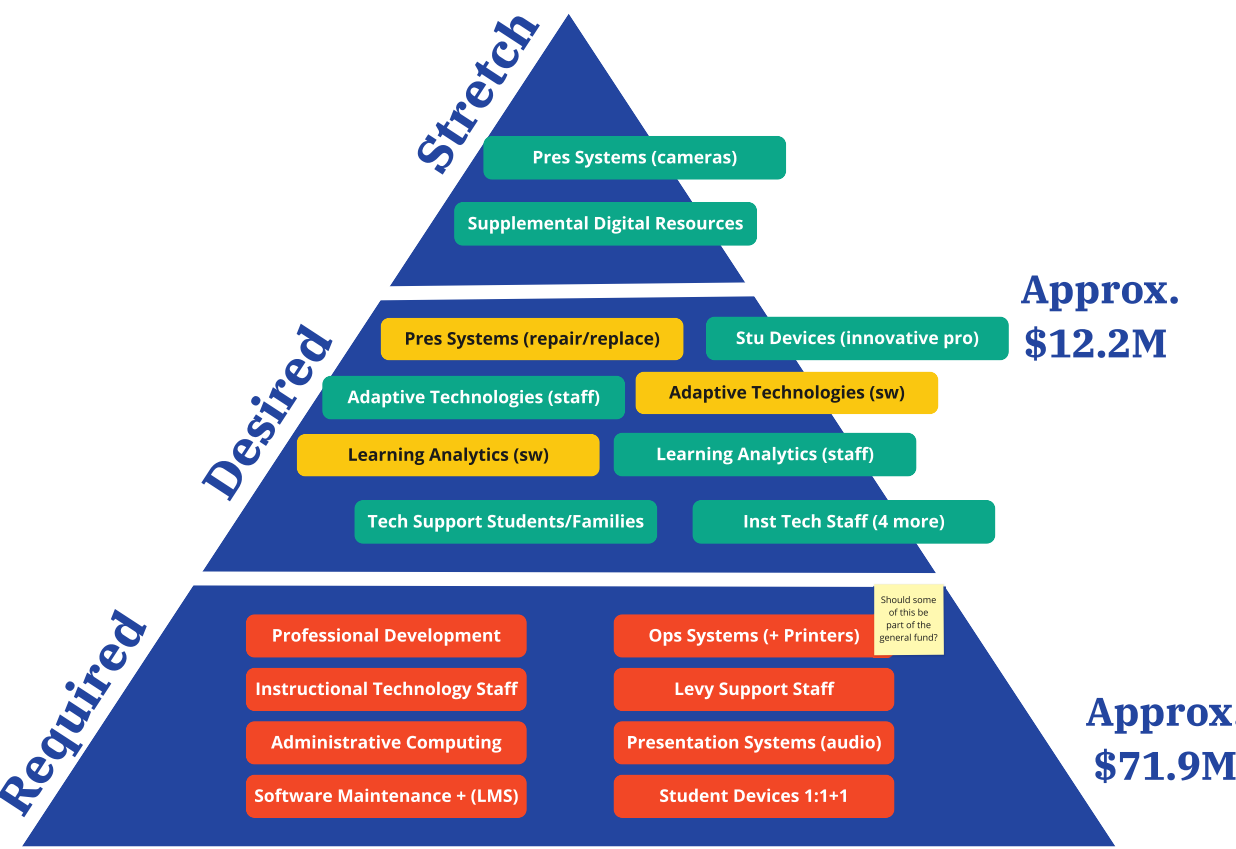 Stretch
Pres Systems (cameras)
Supplemental Digital Resources
Approx.
$12.2M
Desired
Pres Systems (repair/replace)
Stu Devices (innovative pro)
Adaptive Technologies (staff)
Adaptive Technologies (sw)
Learning Analytics (sw)
Learning Analytics (staff)
Tech Support Students/Families
Inst Tech Staff (4 more)
Required
Professional Development
Ops Systems (+ Printers)
Should some
of this be
part of the
general fund?
Instructional Technology Staff
Levy Support Staff
Administrative Computing
Presentation Systems (audio)
Software Maintenance + (LMS)
Student Devices 1:1+1
Approx.
$71.9M